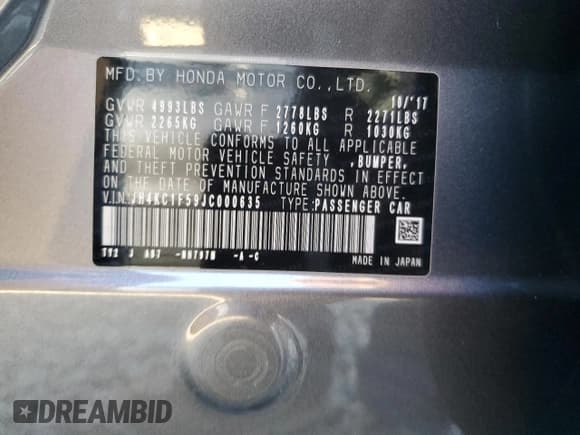 MFD. BY HONDA MOTOR CO., LTD.
10/'17
GVWR 4993LBS GAWR F 2778LBS R 2271LBS
GVWR 2265KG GAWR F 1260KG R 1030KG
THIS VEHICLE CONFORMS TO ALL APPLICABLE
FEDERAL MOTOR VEHICLE SAFETY ,BUMPER,
AND THEFT PREVENTION STANDARDS IN EFFECT
ON THE DATE OF MANUFACTURE SHOWN ABOVE.
V.I.N:JH4KC1F59JC000635 TYPE:PASSENGER CAR
-A -C
MADE IN JAPAN
DREAMBID